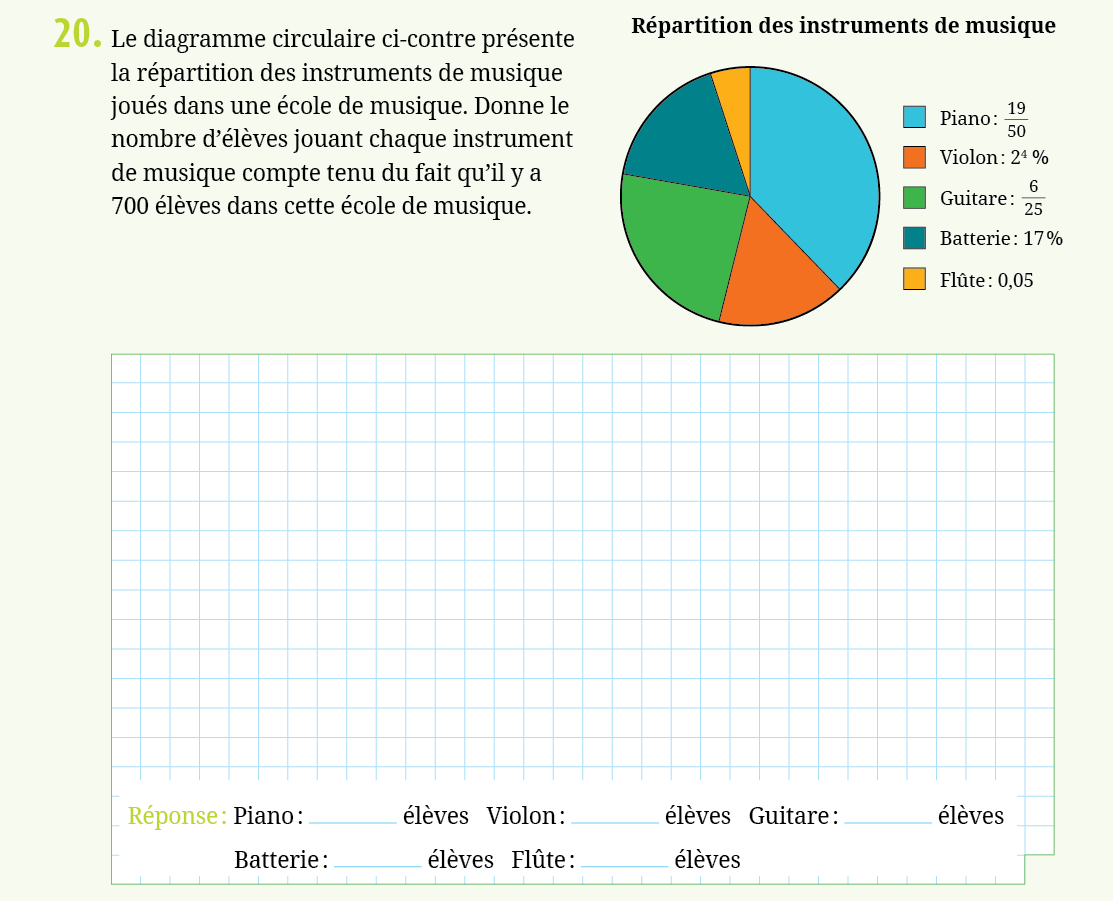 20. Le diagramme circulaire ci-contre présente
la répartition des instruments de musique
joués dans une école de musique. Donne le
nombre d’élèves jouant chaque instrument
de musique compte tenu du fait qu’il y a
700 élèves dans cette école de musique.
Répartition des instruments de musique
Piano : 19/50
Violon : 2⁴ %
Guitare : 6/25
Batterie : 17 %
Flûte : 0,05
Réponse : Piano : élèves Violon : élèves Guitare : élèves
Batterie : élèves Flûte : élèves